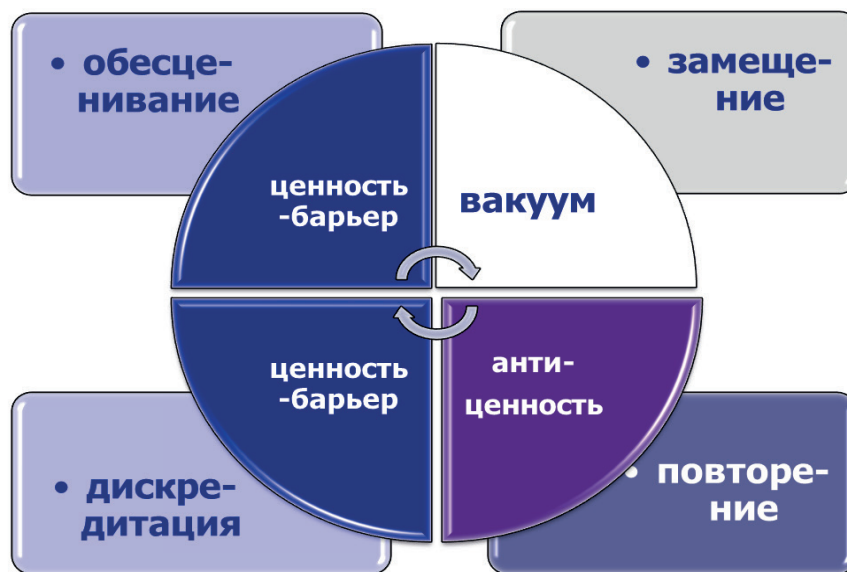 • обесце-
нивание
• замеще-
ние
ценность
-барьер
вакуум
ценность
-барьер
анти-
ценность
• дискре-
дитация
• повторе-
ние